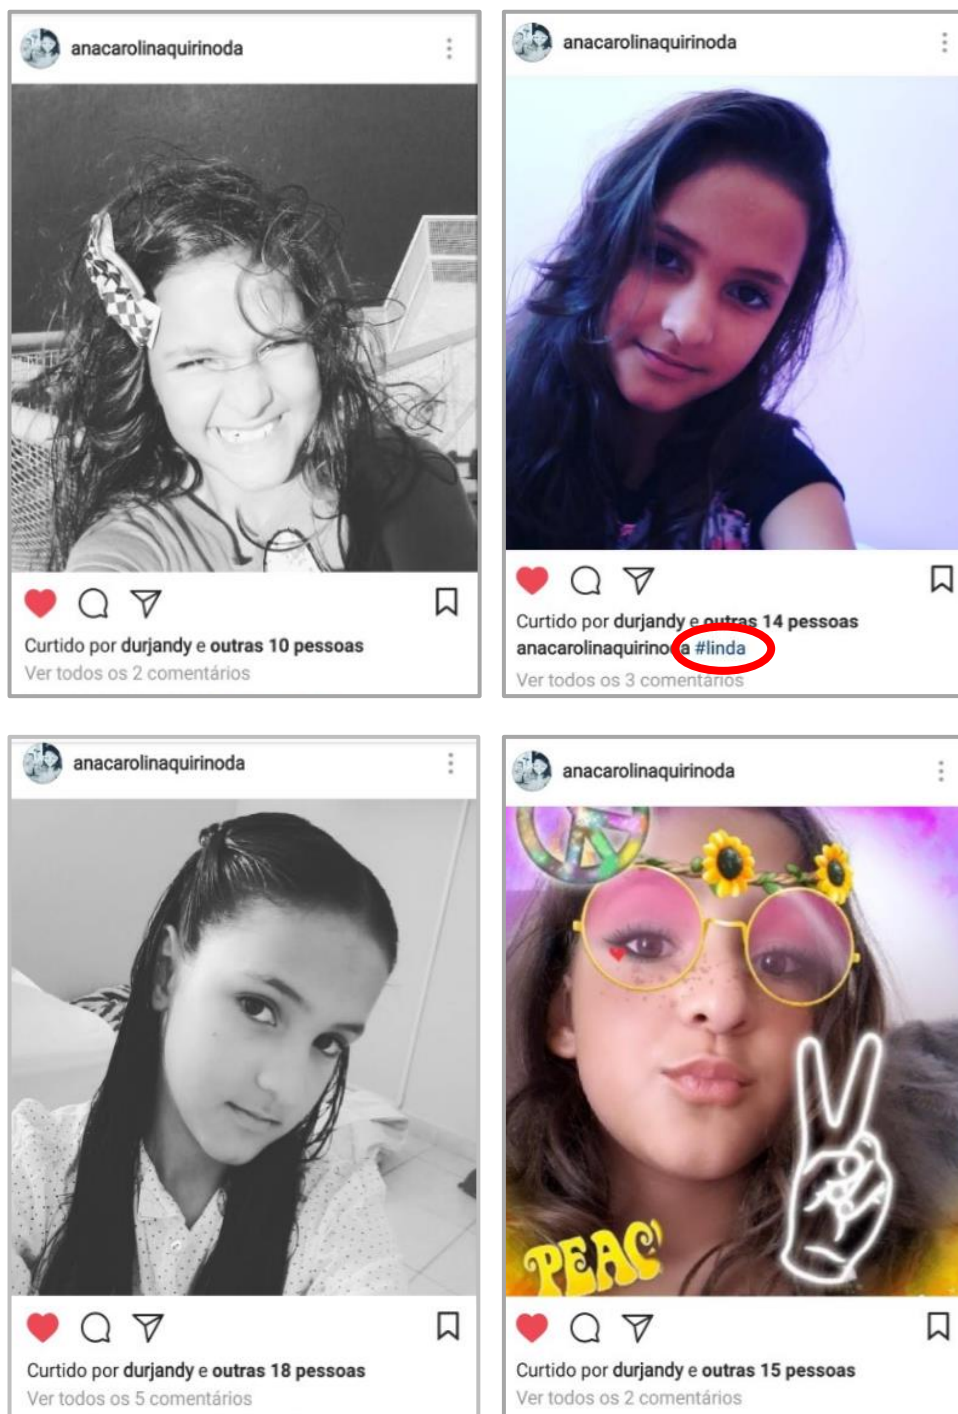 anacarolinaquirinoda
Curtido por durjandy e outras 10 pessoas
Ver todos os 2 comentários
anacarolinaquirinoda
Curtido por durjandy e outras 14 pessoas
anacarolinaquirinoda #linda
Ver todos os 3 comentários
anacarolinaquirinoda
Curtido por durjandy e outras 18 pessoas
Ver todos os 5 comentários
anacarolinaquirinoda
PEAC
Curtido por durjandy e outras 15 pessoas
Ver todos os 2 comentários